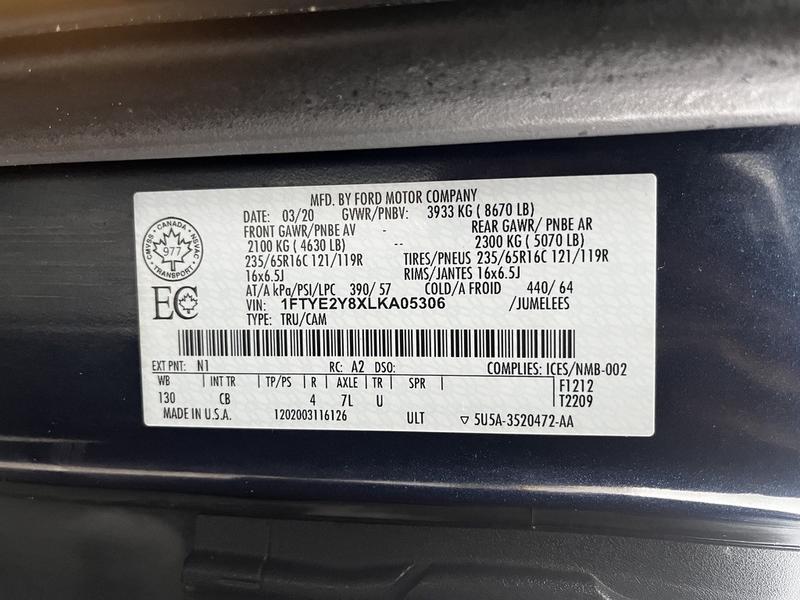 MFD. BY FORD MOTOR COMPANY
DATE: 03/20 GVWR/PNBV: 3933 KG ( 8670 LB)
FRONT GAWR/PNBE AV - REAR GAWR/ PNBE AR
2100 KG ( 4630 LB) -- 2300 KG ( 5070 LB)
235/65R16C 121/119R TIRES/PNEUS 235/65R16C 121/119R
16x6.5J RIMS/JANTES 16x6.5J
AT/A kPa/PSI/LPC 390/ 57 COLD/A FROID 440/ 64
VIN: 1FTYE2Y8XLKA05306 /JUMELEES
TYPE: TRU/CAM
CANADA
CMVSS NSVAC
977
TRANSPORT
EC
EXT PNT: N1 RC: A2 DSO: COMPLIES: ICES/NMB-002
WB INT TR TP/PS R AXLE TR SPR F1212
130 CB 4 7L U T2209
MADE IN U.S.A. 1202003116126 ULT ▽ 5U5A-3520472-AA